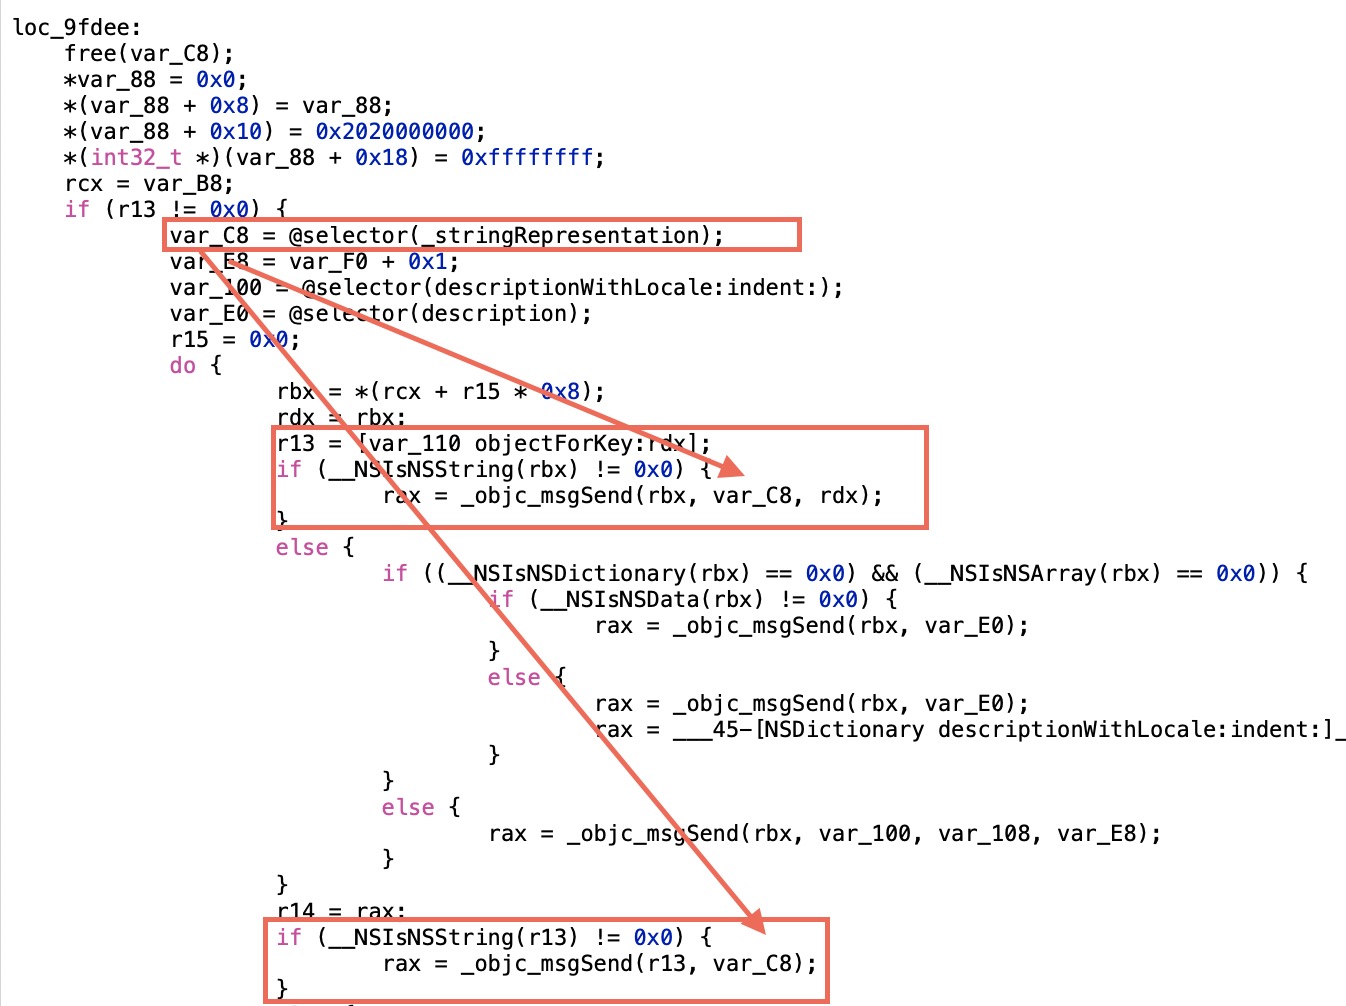 loc_9fdee:
free(var_C8);
*var_88 = 0x0;
*(var_88 + 0x8) = var_88;
*(var_88 + 0x10) = 0x2020000000;
*(int32_t *)(var_88 + 0x18) = 0xffffffff;
rcx = var_B8;
if (r13 != 0x0) {
var_C8 = @selector(_stringRepresentation);
var_E8 = var_F0 + 0x1;
var_100 = @selector(descriptionWithLocale:indent:);
var_E0 = @selector(description);
r15 = 0x0;
do {
rbx = *(rcx + r15 * 0x8);
rdx = rbx;
r13 = [var_110 objectForKey:rdx];
if (__NSIsNSString(rbx) != 0x0) {
rax = _objc_msgSend(rbx, var_C8, rdx);
}
else {
if ((__NSIsNSDictionary(rbx) == 0x0) && (__NSIsNSArray(rbx) == 0x0)) {
if (__NSIsNSData(rbx) != 0x0) {
rax = _objc_msgSend(rbx, var_E0);
}
else {
rax = _objc_msgSend(rbx, var_E0);
rax = ___45-[NSDictionary descriptionWithLocale:indent:]_
}
}
else {
rax = _objc_msgSend(rbx, var_100, var_108, var_E8);
}
}
r14 = rax;
if (__NSIsNSString(r13) != 0x0) {
rax = _objc_msgSend(r13, var_C8);
}